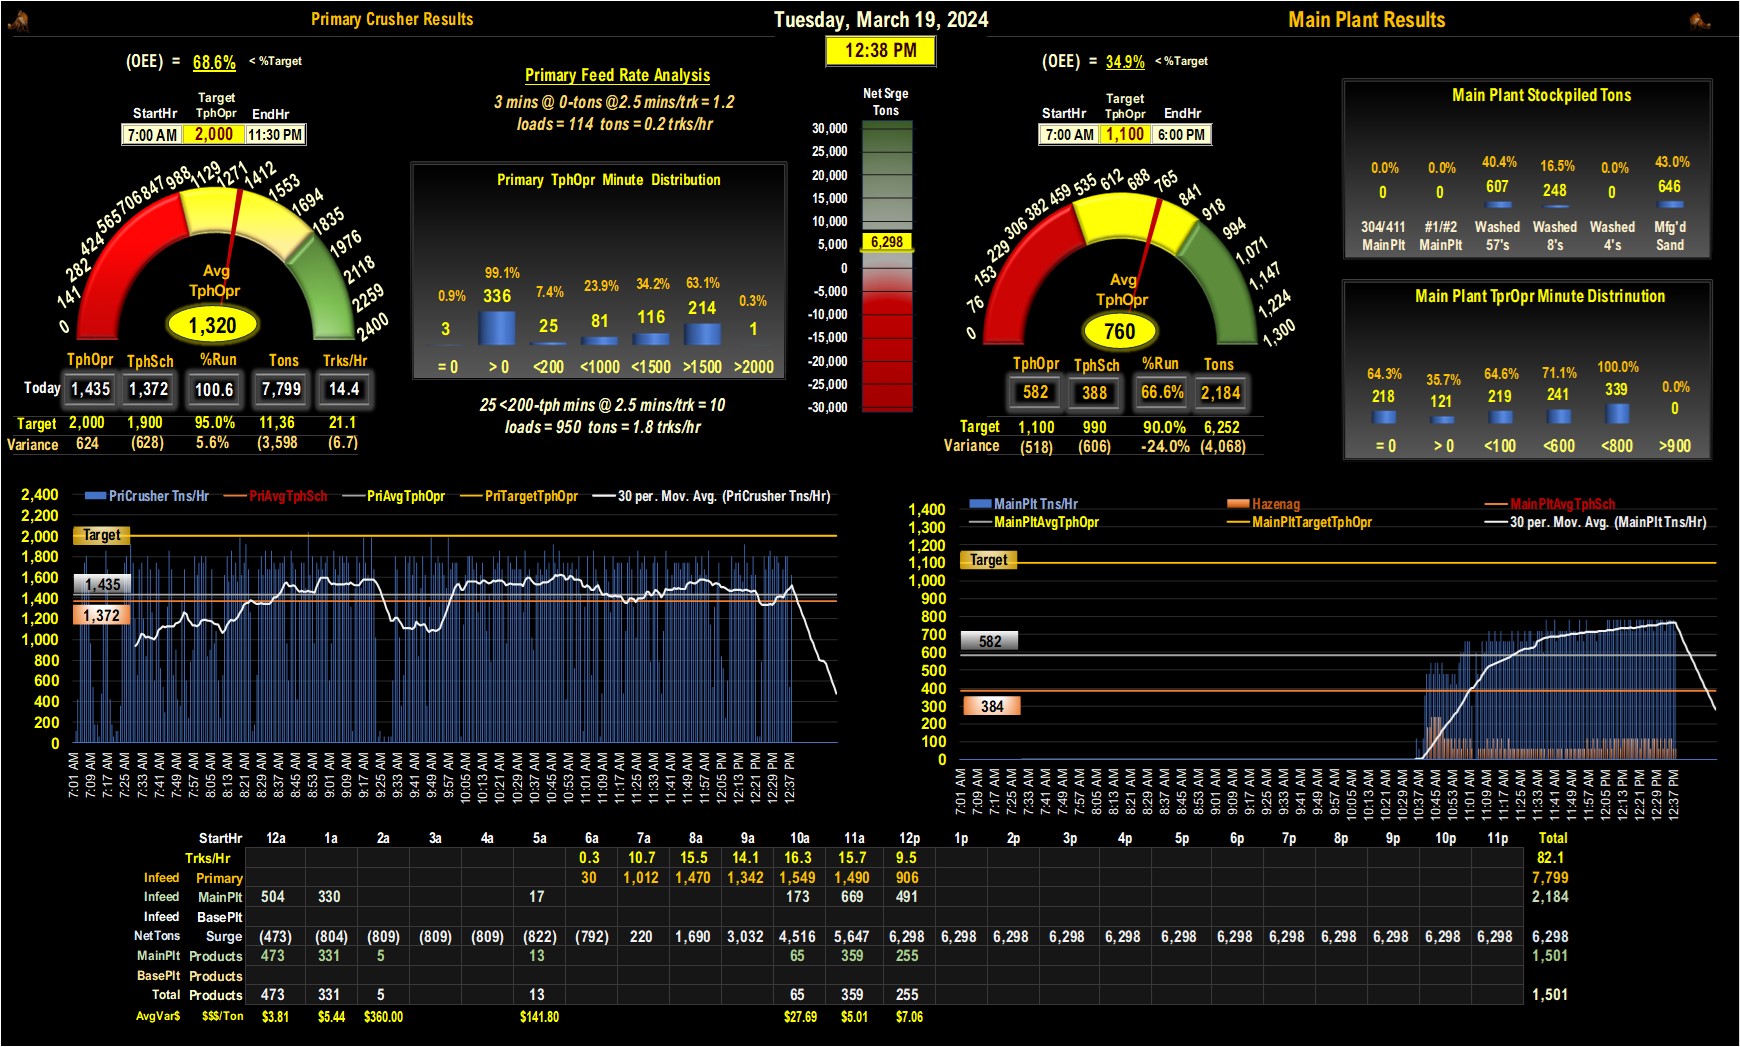 Primary Crusher Results
Tuesday, March 19, 2024
Main Plant Results
12:38 PM
(OEE) = 68.6% < %Target
StartHr Target TphOpr EndHr
7:00 AM 2,000 11:30 PM
0 141 282 424 565 706 847 988 1129 1271 1412 1553 1694 1835 1976 2118 2259 2400
Avg
TphOpr
1,320
TphOpr TphSch %Run Tons Trks/Hr
Today 1,435 1,372 100.6 7,799 14.4
Target 2,000 1,900 95.0% 11,36 21.1
Variance 624 (628) 5.6% (3,598 (6.7)
Primary Feed Rate Analysis
3 mins @ 0-tons @2.5 mins/trk = 1.2
loads = 114 tons = 0.2 trks/hr
Primary TphOpr Minute Distribution
0.9% 99.1% 7.4% 23.9% 34.2% 63.1% 0.3%
3 336 25 81 116 214 1
= 0 > 0 <200 <1000 <1500 >1500 >2000
25 <200-tph mins @ 2.5 mins/trk = 10
loads = 950 tons = 1.8 trks/hr
Net Srge
Tons
30,000
25,000
20,000
15,000
10,000
5,000
0
-5,000
-10,000
-15,000
-20,000
-25,000
-30,000
6,298
(OEE) = 34.9% < %Target
StartHr Target TphOpr EndHr
7:00 AM 1,100 6:00 PM
0 76 153 229 306 382 459 535 612 688 765 841 918 994 1,071 1,147 1,224 1,300
Avg
TphOpr
760
TphOpr TphSch %Run Tons
582 388 66.6% 2,184
Target 1,100 990 90.0% 6,252
Variance (518) (606) -24.0% (4,068)
Main Plant Stockpiled Tons
0.0% 0.0% 40.4% 16.5% 0.0% 43.0%
0 0 607 248 0 646
304/411 #1/#2 Washed Washed Washed Mfg'd
MainPlt MainPlt 57's 8's 4's Sand
Main Plant TprOpr Minute Distrinution
64.3% 35.7% 64.6% 71.1% 100.0% 0.0%
218 121 219 241 339 0
= 0 > 0 <100 <600 <800 >900
PriCrusher Tns/Hr PriAvgTphSch PriAvgTphOpr PriTargetTphOpr 30 per. Mov. Avg. (PriCrusher Tns/Hr)
2,400
2,200
2,000
1,800
1,600
1,400
1,200
1,000
800
600
400
200
0
Target
1,435
1,372
7:01 AM 7:09 AM 7:17 AM 7:25 AM 7:33 AM 7:41 AM 7:49 AM 7:57 AM 8:05 AM 8:13 AM 8:21 AM 8:29 AM 8:37 AM 8:45 AM 8:53 AM 9:01 AM 9:09 AM 9:17 AM 9:25 AM 9:33 AM 9:41 AM 9:49 AM 9:57 AM 10:05 AM 10:13 AM 10:21 AM 10:29 AM 10:37 AM 10:45 AM 10:53 AM 11:01 AM 11:09 AM 11:17 AM 11:25 AM 11:33 AM 11:41 AM 11:49 AM 11:57 AM 12:05 PM 12:13 PM 12:21 PM 12:29 PM 12:37 PM
MainPlt Tns/Hr Hazenag MainPltAvgTphSch
MainPltAvgTphOpr MainPltTargetTphOpr 30 per. Mov. Avg. (MainPlt Tns/Hr)
1,400
1,300
1,200
1,100
1,000
900
800
700
600
500
400
300
200
100
0
Target
582
384
7:01 AM 7:09 AM 7:17 AM 7:25 AM 7:33 AM 7:41 AM 7:49 AM 7:57 AM 8:05 AM 8:13 AM 8:21 AM 8:29 AM 8:37 AM 8:45 AM 8:53 AM 9:01 AM 9:09 AM 9:17 AM 9:25 AM 9:33 AM 9:41 AM 9:49 AM 9:57 AM 10:05 AM 10:13 AM 10:21 AM 10:29 AM 10:37 AM 10:45 AM 10:53 AM 11:01 AM 11:09 AM 11:17 AM 11:25 AM 11:33 AM 11:41 AM 11:49 AM 11:57 AM 12:05 PM 12:13 PM 12:21 PM 12:29 PM 12:37 PM
StartHr 12a 1a 2a 3a 4a 5a 6a 7a 8a 9a 10a 11a 12p 1p 2p 3p 4p 5p 6p 7p 8p 9p 10p 11p Total
Trks/Hr 0.3 10.7 15.5 14.1 16.3 15.7 9.5 82.1
Infeed Primary 30 1,012 1,470 1,342 1,549 1,490 906 7,799
Infeed MainPlt 504 330 17 173 669 491 2,184
Infeed BasePlt
NetTons Surge (473) (804) (809) (809) (809) (822) (792) 220 1,690 3,032 4,516 5,647 6,298 6,298 6,298 6,298 6,298 6,298 6,298 6,298 6,298 6,298 6,298 6,298 6,298
MainPlt Products 473 331 5 13 65 359 255 1,501
BasePlt Products
Total Products 473 331 5 13 65 359 255 1,501
AvgVar$ $$$/Ton $3.81 $5.44 $360.00 $141.80 $27.69 $5.01 $7.06